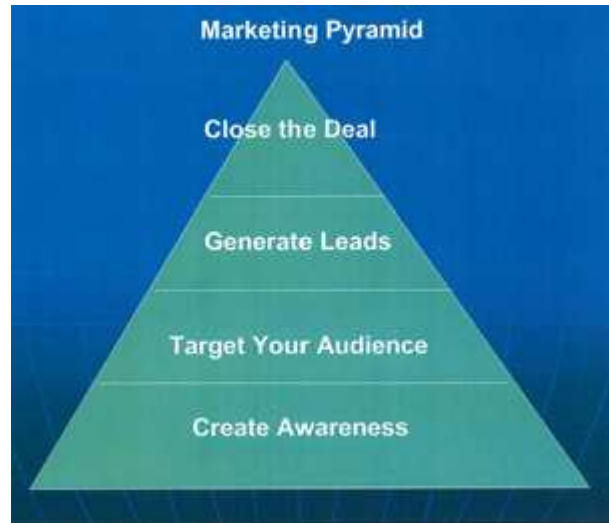 Marketing Pyramid
Close the Deal
Generate Leads
Target Your Audience
Create Awareness